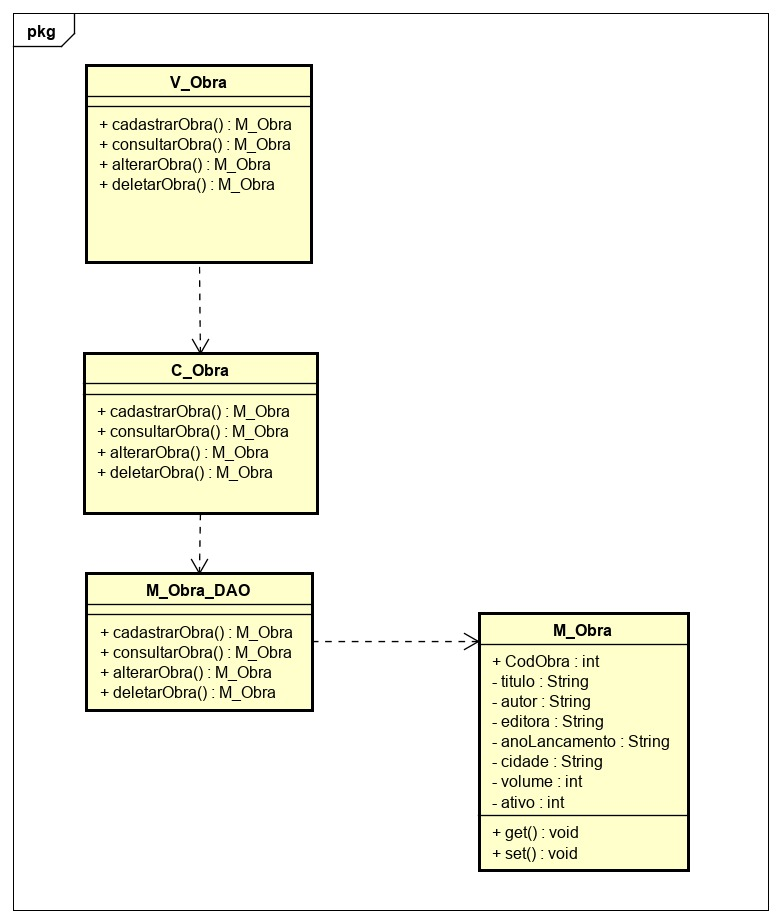 pkg
V_Obra
+ cadastrarObra() : M_Obra
+ consultarObra() : M_Obra
+ alterarObra() : M_Obra
+ deletarObra() : M_Obra
C_Obra
+ cadastrarObra() : M_Obra
+ consultarObra() : M_Obra
+ alterarObra() : M_Obra
+ deletarObra() : M_Obra
M_Obra_DAO
+ cadastrarObra() : M_Obra
+ consultarObra() : M_Obra
+ alterarObra() : M_Obra
+ deletarObra() : M_Obra
M_Obra
+ CodObra : int
- titulo : String
- autor : String
- editora : String
- anoLancamento : String
- cidade : String
- volume : int
- ativo : int
+ get() : void
+ set() : void